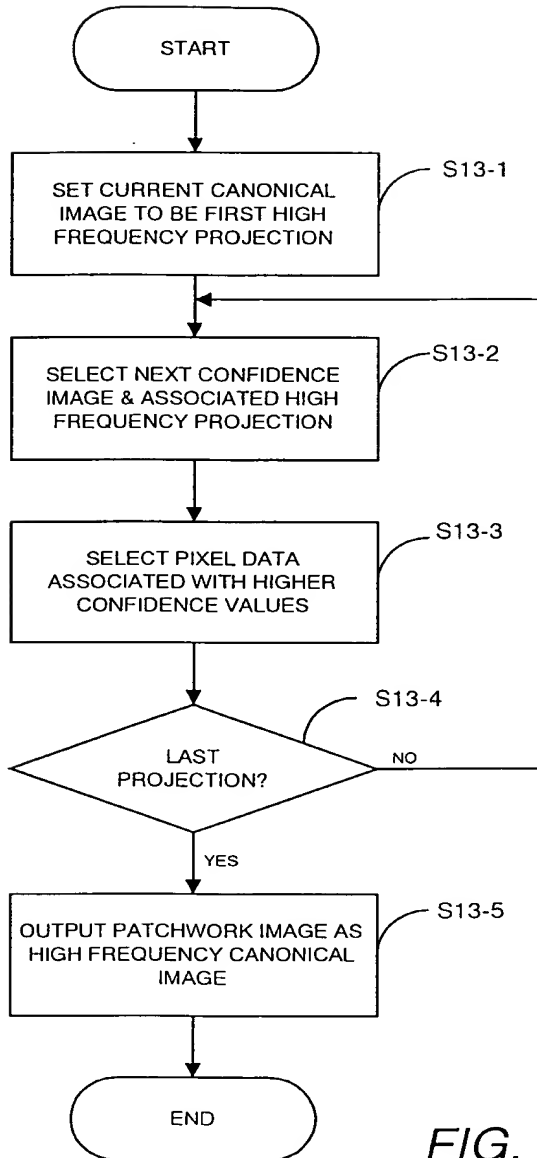 START
SET CURRENT CANONICAL
IMAGE TO BE FIRST HIGH
FREQUENCY PROJECTION
S13-1
SELECT NEXT CONFIDENCE
IMAGE & ASSOCIATED HIGH
FREQUENCY PROJECTION
S13-2
SELECT PIXEL DATA
ASSOCIATED WITH HIGHER
CONFIDENCE VALUES
S13-3
S13-4
LAST
PROJECTION?
NO
YES
OUTPUT PATCHWORK IMAGE AS
HIGH FREQUENCY CANONICAL
IMAGE
S13-5
END
FIG.